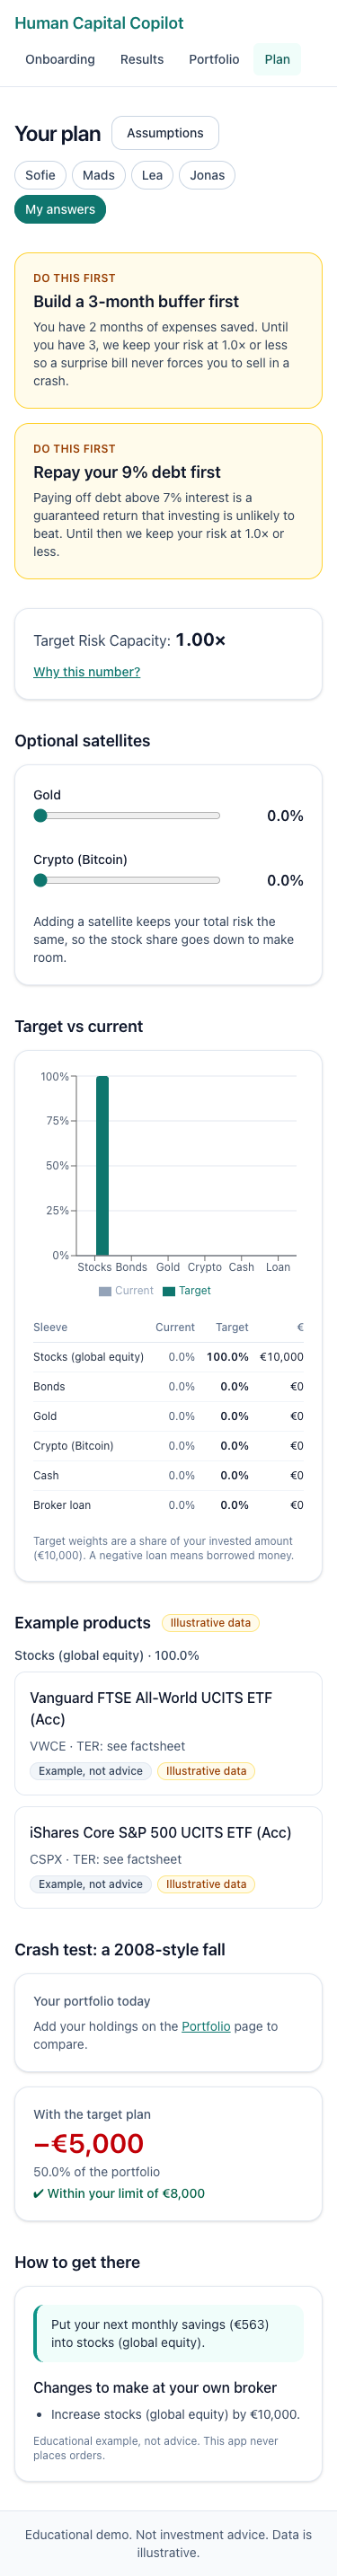 Human Capital Copilot
Onboarding Results Portfolio Plan
Your plan Assumptions
Sofie Mads Lea Jonas
My answers
DO THIS FIRST
Build a 3-month buffer first
You have 2 months of expenses saved. Until
you have 3, we keep your risk at 1.0× or less
so a surprise bill never forces you to sell in a
crash.
DO THIS FIRST
Repay your 9% debt first
Paying off debt above 7% interest is a
guaranteed return that investing is unlikely to
beat. Until then we keep your risk at 1.0× or
less.
Target Risk Capacity: 1.00×
Why this number?
Optional satellites
Gold
0.0%
Crypto (Bitcoin)
0.0%
Adding a satellite keeps your total risk the
same, so the stock share goes down to make
room.
Target vs current
100%
75%
50%
25%
0%
Stocks Bonds Gold Crypto Cash Loan
Current Target
Sleeve Current Target €
Stocks (global equity) 0.0% 100.0% €10,000
Bonds 0.0% 0.0% €0
Gold 0.0% 0.0% €0
Crypto (Bitcoin) 0.0% 0.0% €0
Cash 0.0% 0.0% €0
Broker loan 0.0% 0.0% €0
Target weights are a share of your invested amount
(€10,000). A negative loan means borrowed money.
Example products Illustrative data
Stocks (global equity) · 100.0%
Vanguard FTSE All-World UCITS ETF
(Acc)
VWCE · TER: see factsheet
Example, not advice Illustrative data
iShares Core S&P 500 UCITS ETF (Acc)
CSPX · TER: see factsheet
Example, not advice Illustrative data
Crash test: a 2008-style fall
Your portfolio today
Add your holdings on the Portfolio page to
compare.
With the target plan
−€5,000
50.0% of the portfolio
✔ Within your limit of €8,000
How to get there
Put your next monthly savings (€563)
into stocks (global equity).
Changes to make at your own broker
• Increase stocks (global equity) by €10,000.
Educational example, not advice. This app never
places orders.
Educational demo. Not investment advice. Data is
illustrative.